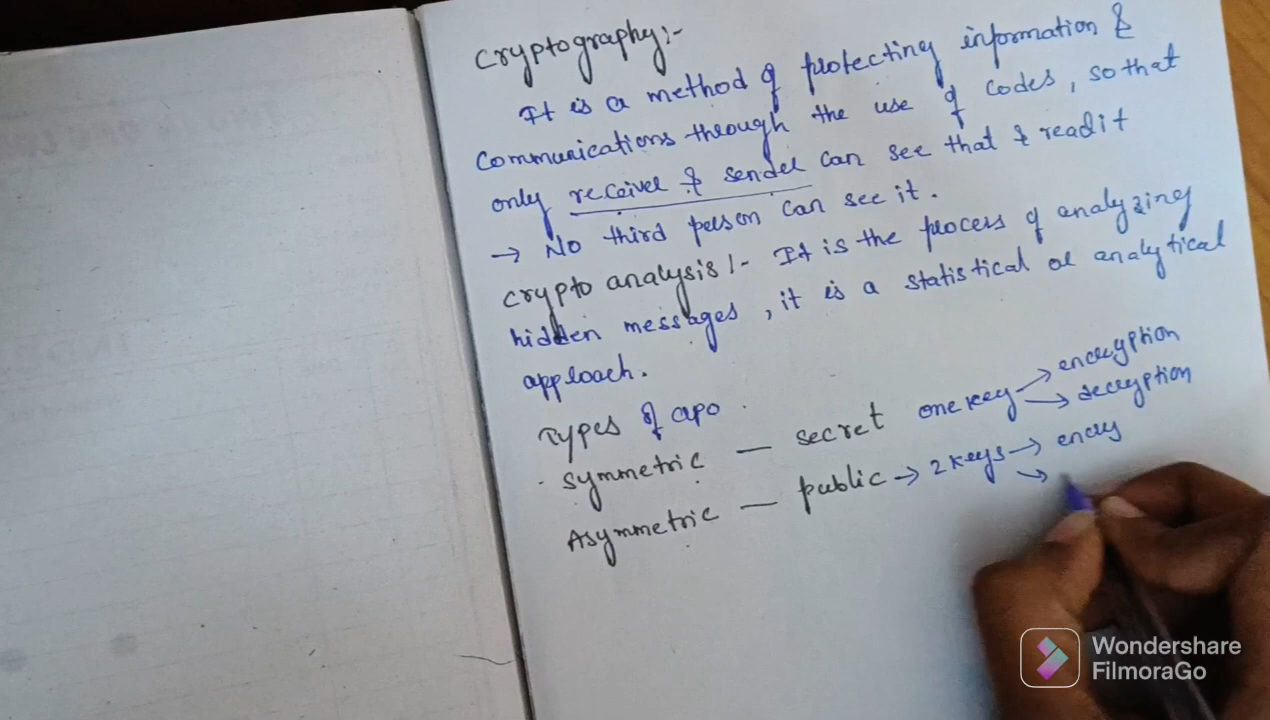 Cryptography:-
It is a method of protecting information &
communications through the use of codes, so that
only receiver & sender can see that & read it
→ No third person can see it.
crypto analysis:- It is the process of analyzing
hidden messages, it is a statistical or analytical
approach.
Types of
Symmetric — secret one key → encryption
→ decryption
Asymmetric — public → 2 keys → encry
→
Wondershare
FilmoraGo